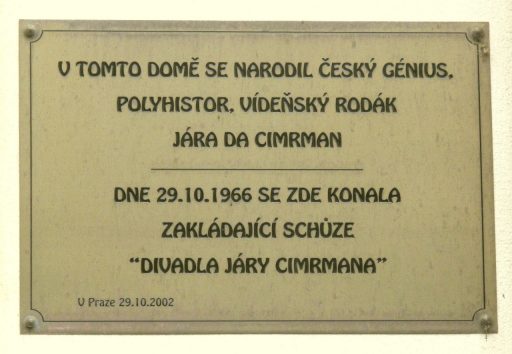 V TOMTO DOMĚ SE NARODIL ČESKÝ GÉNIUS,
POLYHISTOR, VÍDEŇSKÝ RODÁK
JÁRA DA CIMRMAN
DNE 29.10.1966 SE ZDE KONALA
ZAKLÁDAJÍCÍ SCHŮZE
“DIVADLA JÁRY CIMRMANA”
V Praze 29.10.2002